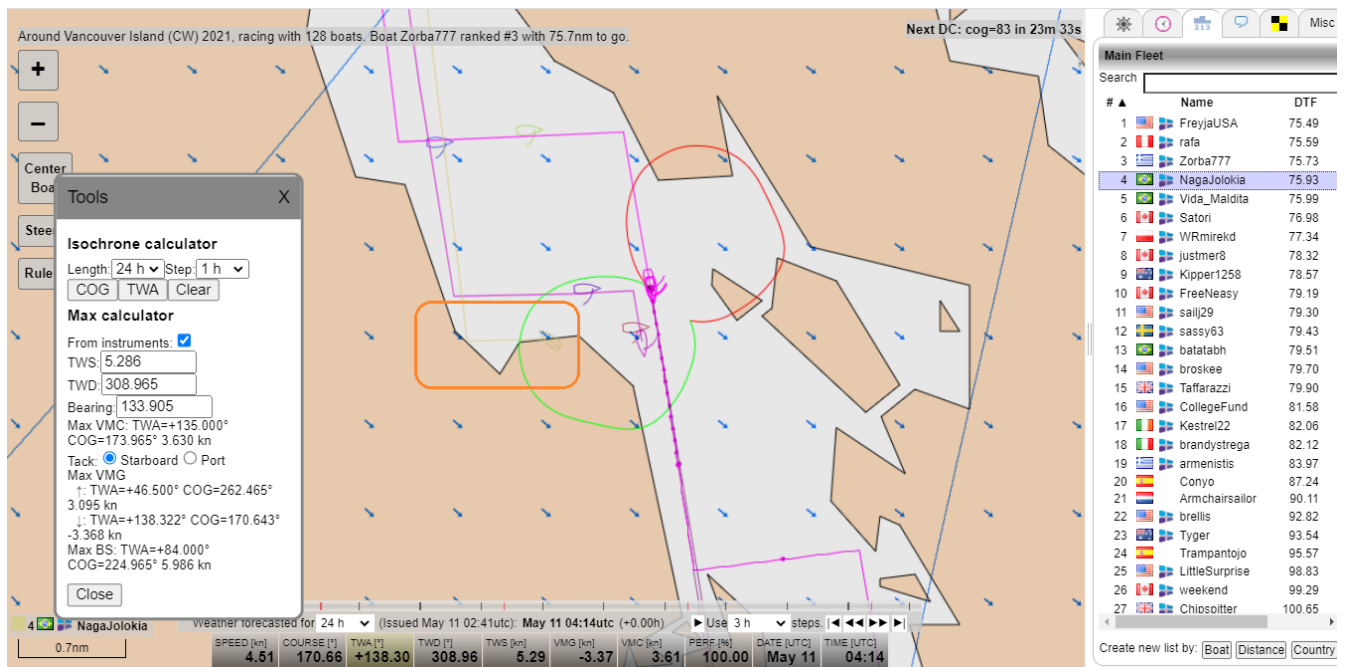 Around Vancouver Island (CW) 2021, racing with 128 boats. Boat Zorba777 ranked #3 with 75.7nm to go.
Next DC: cog=83 in 23m 33s
+
−
Center
Boa
Stee
Rule
Tools X
Isochrone calculator
Length: 24 h Step: 1 h
COG TWA Clear
Max calculator
From instruments:
TWS: 5.286
TWD: 308.965
Bearing: 133.905
Max VMC: TWA=+135.000°
COG=173.965° 3.630 kn
Tack: Starboard Port
Max VMG
↑: TWA=+46.500° COG=262.465°
3.095 kn
↓: TWA=+138.322° COG=170.643°
-3.368 kn
Max BS: TWA=+84.000°
COG=224.965° 5.986 kn
Close
4 NagaJolokia
Weather forecasted for 24 h (Issued May 11 02:41utc): May 11 04:14utc (+0.00h) Use 3 h steps.
0.7nm
SPEED [kn] COURSE [°] TWA [°] TWD [°] TWS [kn] VMG [kn] VMC [kn] PERF [%] DATE [UTC] TIME [UTC]
4.51 170.66 +138.30 308.96 5.29 -3.37 3.61 100.00 May 11 04:14
Misc
Main Fleet
Search
# ▲ Name DTF
1 FreyjaUSA 75.49
2 rafa 75.59
3 Zorba777 75.73
4 NagaJolokia 75.93
5 Vida_Maldita 75.99
6 Satori 76.98
7 WRmirekd 77.34
8 justmer8 78.32
9 Kipper1258 78.57
10 FreeNeasy 79.19
11 sailj29 79.30
12 sassy63 79.43
13 batatabh 79.51
14 broskee 79.70
15 Taffarazzi 79.90
16 CollegeFund 81.58
17 Kestrel22 82.06
18 brandystrega 82.12
19 armenistis 83.97
20 Conyo 87.24
21 Armchairsailor 90.11
22 brellis 92.82
23 Tyger 93.54
24 Trampantojo 95.57
25 LittleSurprise 98.83
26 weekend 99.29
27 Chipspitter 100.65
Create new list by: Boat Distance Country